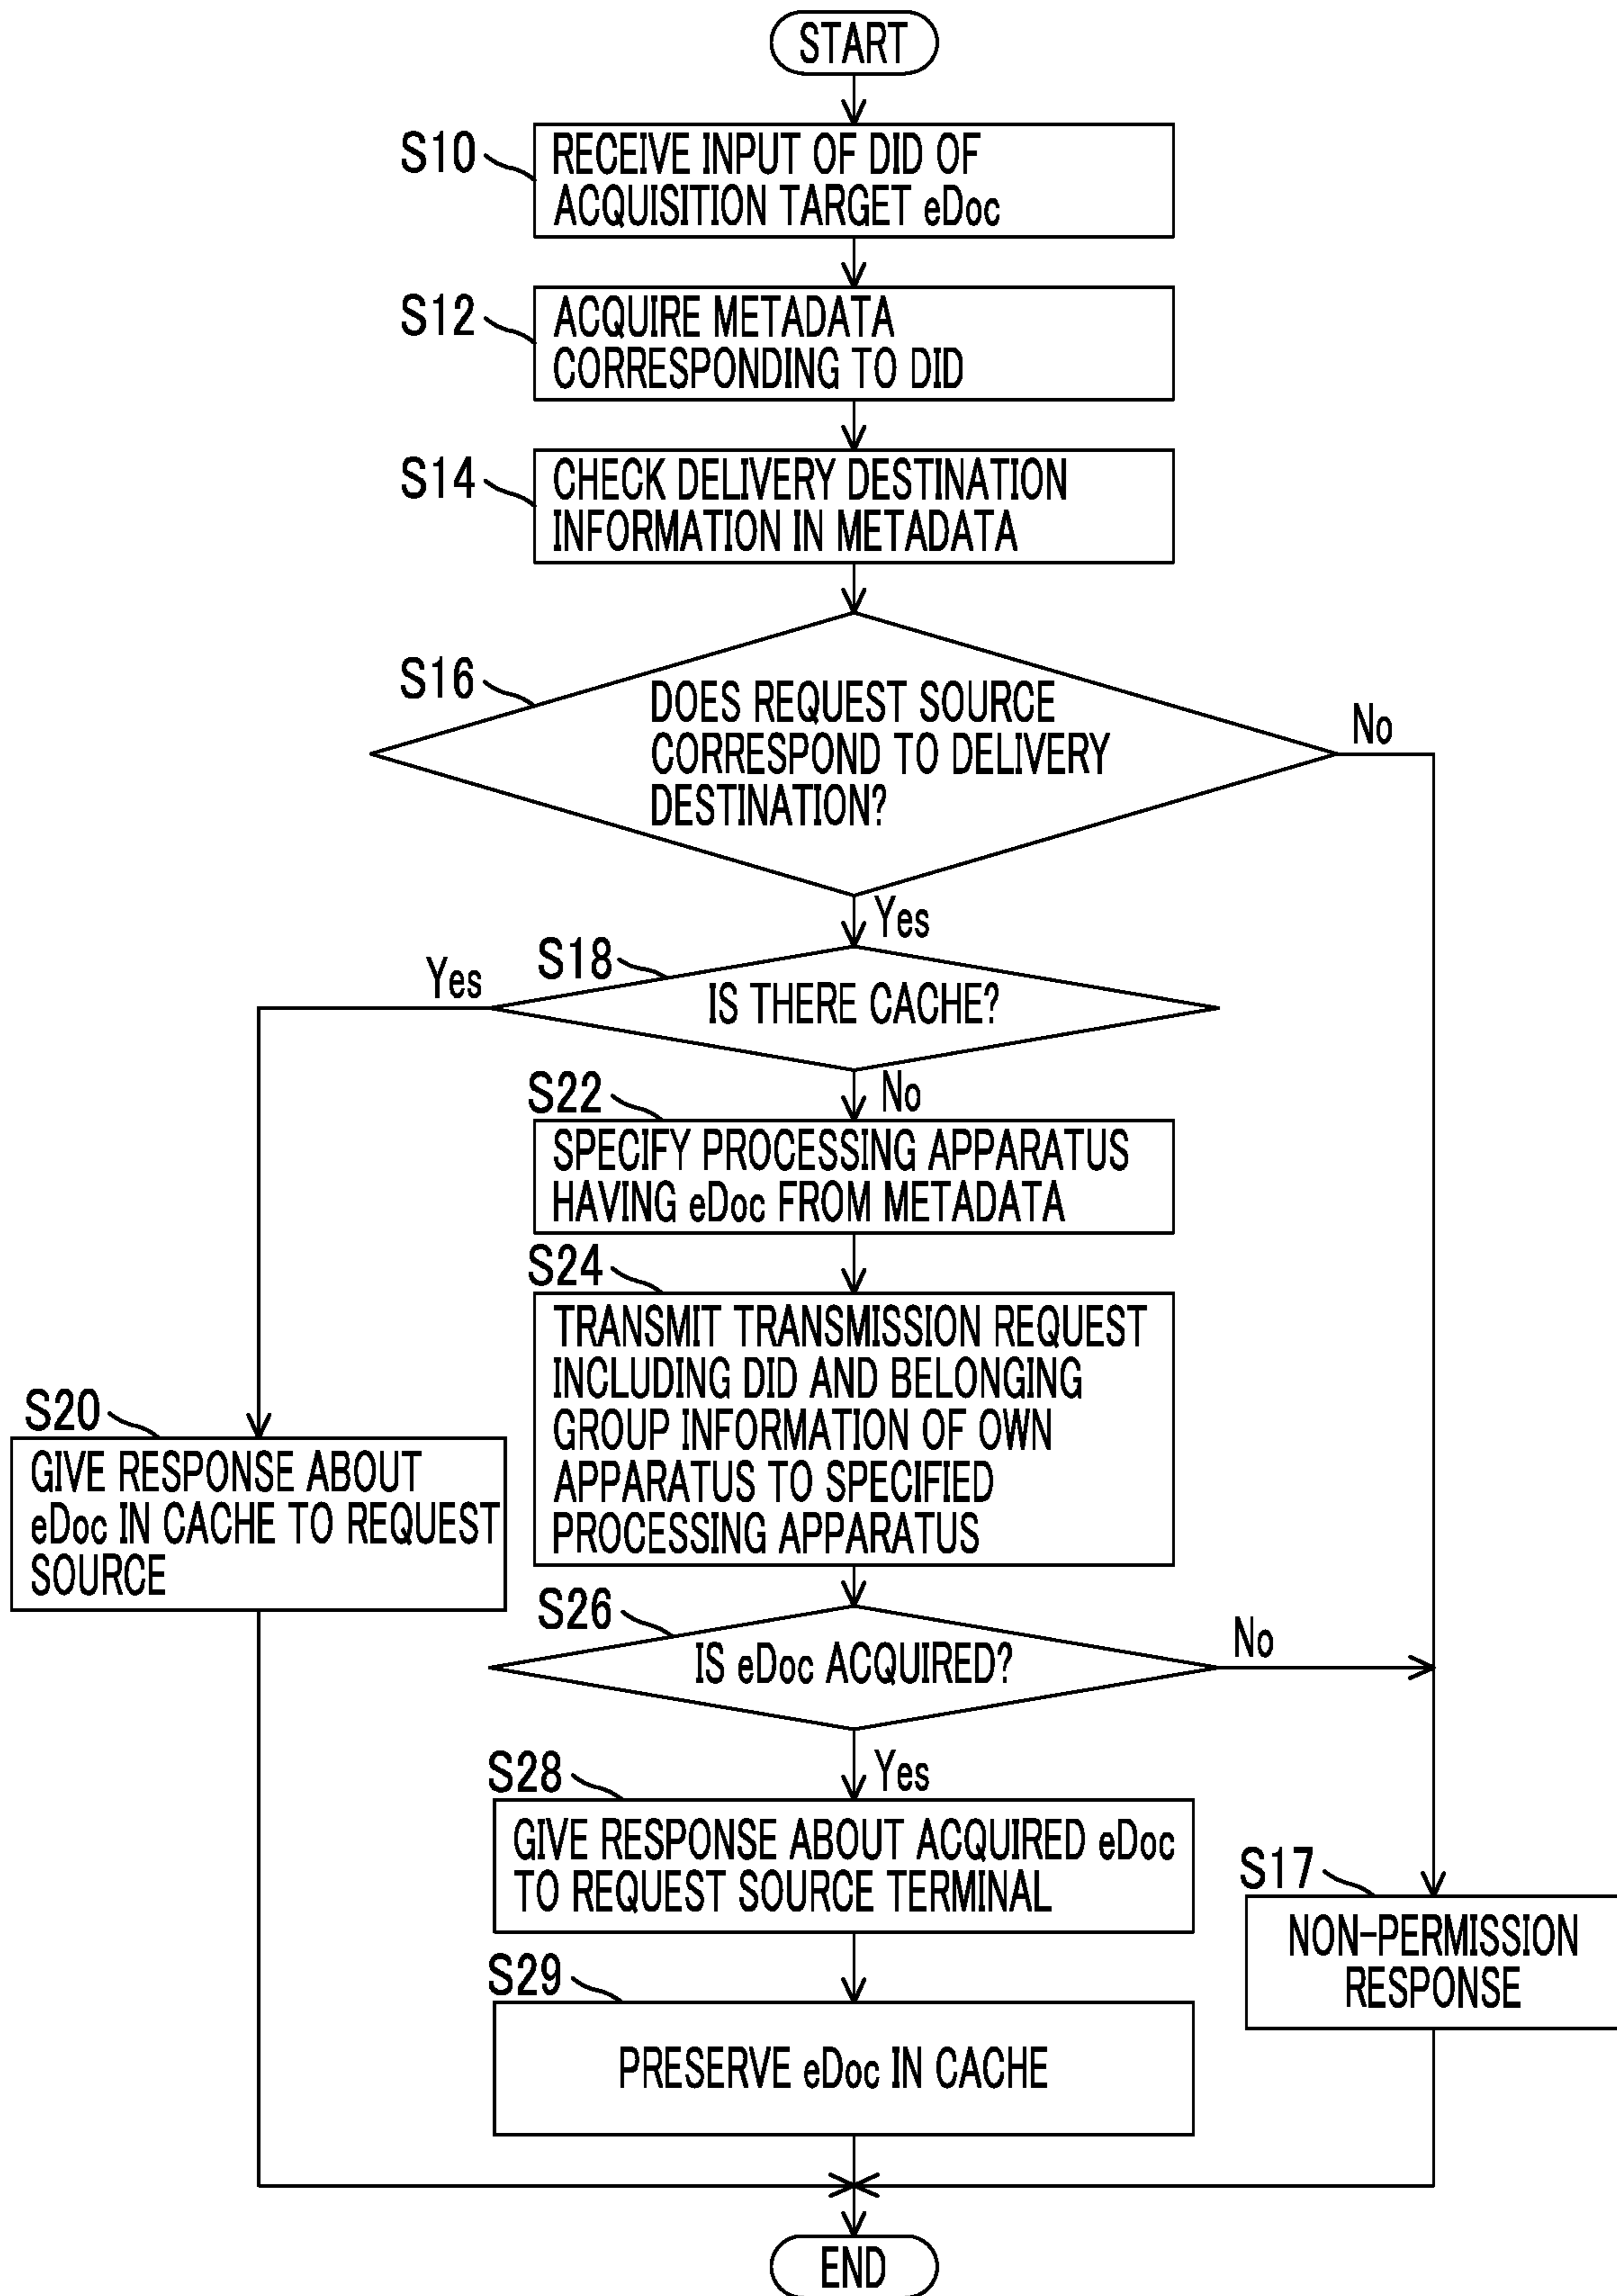 START
S10
RECEIVE INPUT OF DID OF
ACQUISITION TARGET eDoc
S12
ACQUIRE METADATA
CORRESPONDING TO DID
S14
CHECK DELIVERY DESTINATION
INFORMATION IN METADATA
S16
DOES REQUEST SOURCE
CORRESPOND TO DELIVERY
DESTINATION?
No
Yes
S18
IS THERE CACHE?
Yes
No
S22
SPECIFY PROCESSING APPARATUS
HAVING eDoc FROM METADATA
S24
TRANSMIT TRANSMISSION REQUEST
INCLUDING DID AND BELONGING
GROUP INFORMATION OF OWN
APPARATUS TO SPECIFIED
PROCESSING APPARATUS
S20
GIVE RESPONSE ABOUT
eDoc IN CACHE TO REQUEST
SOURCE
S26
IS eDoc ACQUIRED?
No
Yes
S28
GIVE RESPONSE ABOUT ACQUIRED eDoc
TO REQUEST SOURCE TERMINAL
S17
NON-PERMISSION
RESPONSE
S29
PRESERVE eDoc IN CACHE
END